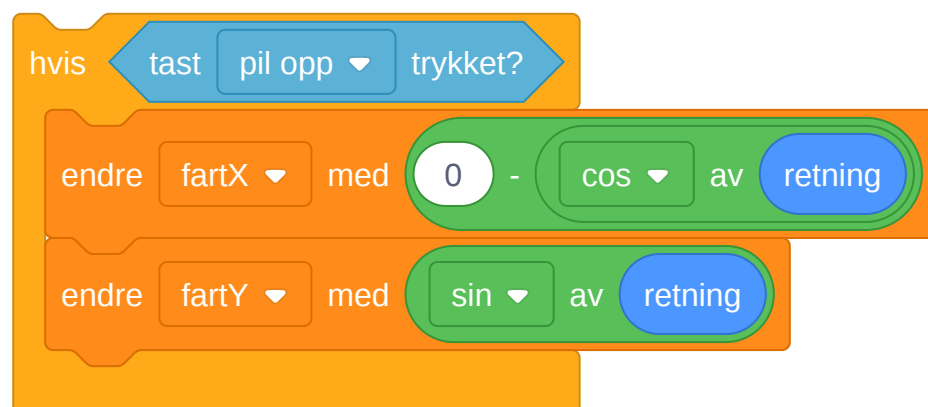 hvis tast pil opp trykket?
endre fartX med 0 - cos av retning
endre fartY med sin av retning